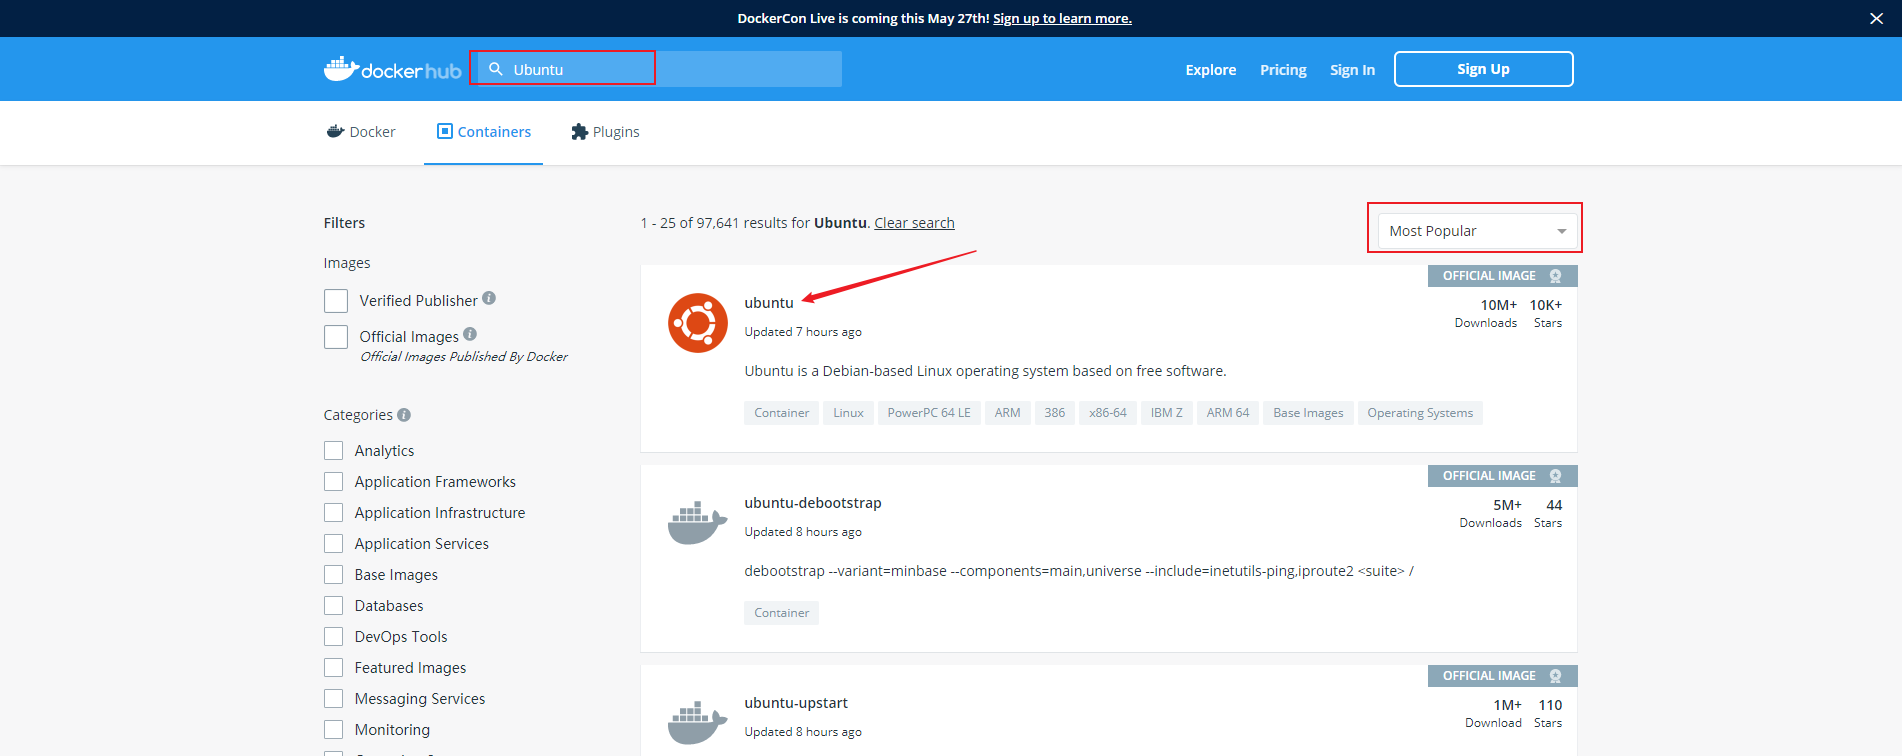 DockerCon Live is coming this May 27th! Sign up to learn more.
dockerhub
Ubuntu
Explore
Pricing
Sign In
Sign Up
Docker
Containers
Plugins
Filters
1 - 25 of 97,641 results for Ubuntu. Clear search
Most Popular
Images
Verified Publisher
Official Images
Official Images Published By Docker
Categories
Analytics
Application Frameworks
Application Infrastructure
Application Services
Base Images
Databases
DevOps Tools
Featured Images
Messaging Services
Monitoring
OFFICIAL IMAGE
ubuntu
10M+ 10K+
Downloads Stars
Updated 7 hours ago
Ubuntu is a Debian-based Linux operating system based on free software.
Container Linux PowerPC 64 LE ARM 386 x86-64 IBM Z ARM 64 Base Images Operating Systems
OFFICIAL IMAGE
ubuntu-debootstrap
5M+ 44
Downloads Stars
Updated 8 hours ago
debootstrap --variant=minbase --components=main,universe --include=inetutils-ping,iproute2 <suite> /
Container
OFFICIAL IMAGE
ubuntu-upstart
1M+ 110
Download Stars
Updated 8 hours ago